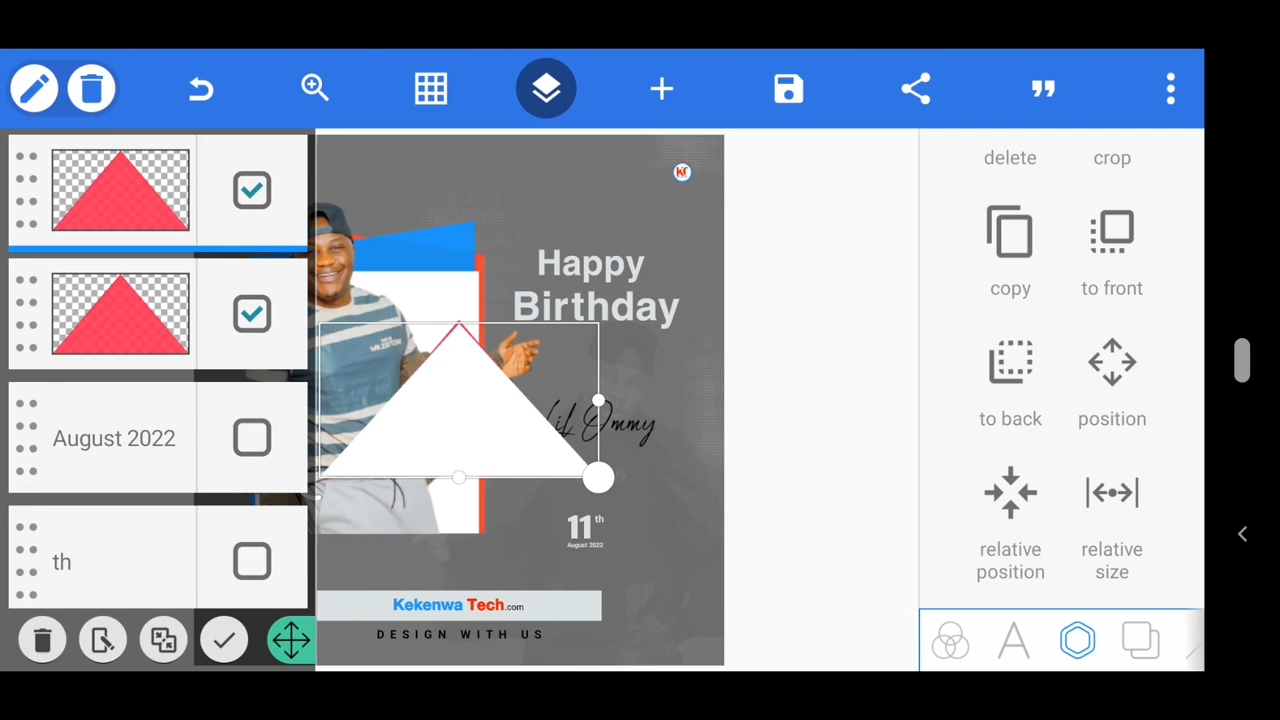 delete
crop
KT
Happy
Birthday
copy
to front
Lil Ommy
to back
position
August 2022
11th
August 2022
th
relative
position
relative
size
Kekenwa Tech.com
DESIGN WITH US